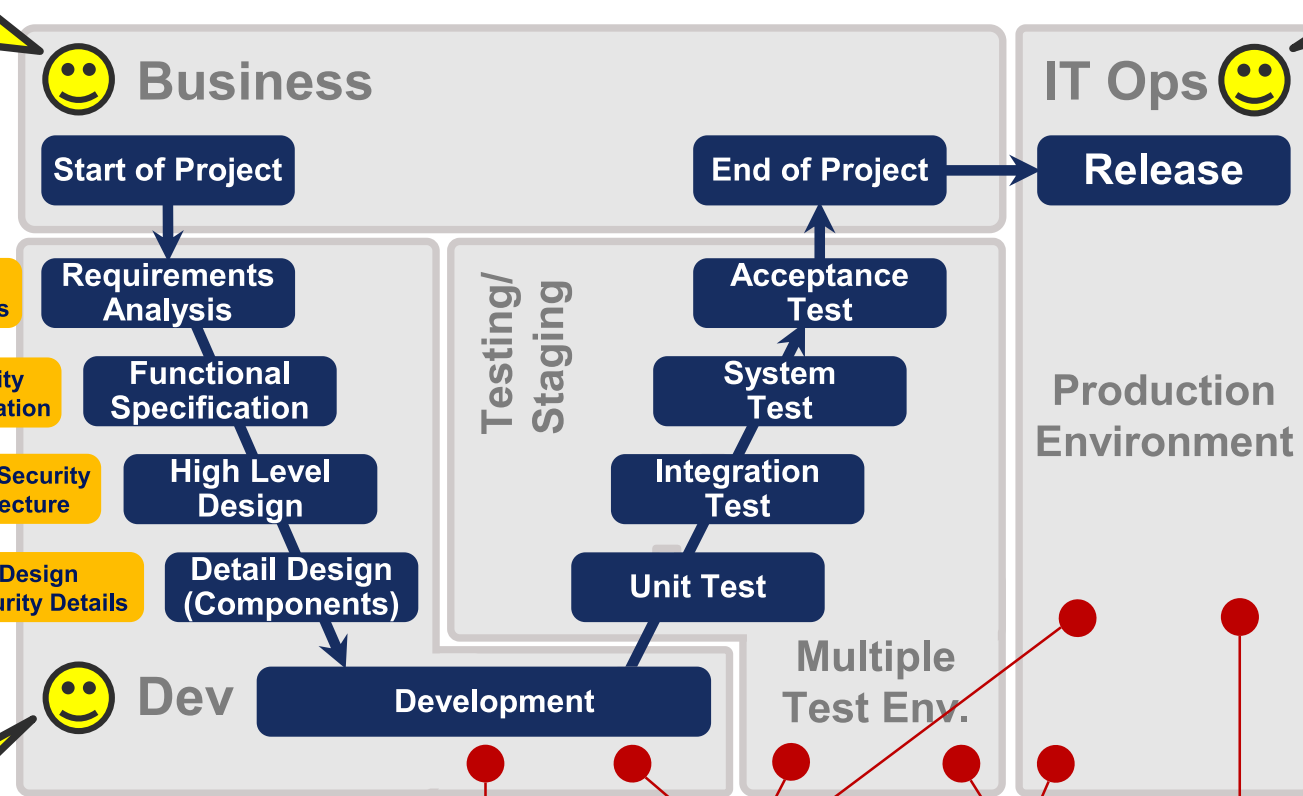 Business
IT Ops
Start of Project
End of Project
Release
Requirements
Analysis
Functional
Specification
Security
High Level
Design
Design
Details
Detail Design
(Components)
Testing/
Staging
Acceptance
Test
System
Test
Integration
Test
Unit Test
Production
Environment
Multiple
Test Env.
Dev
Development